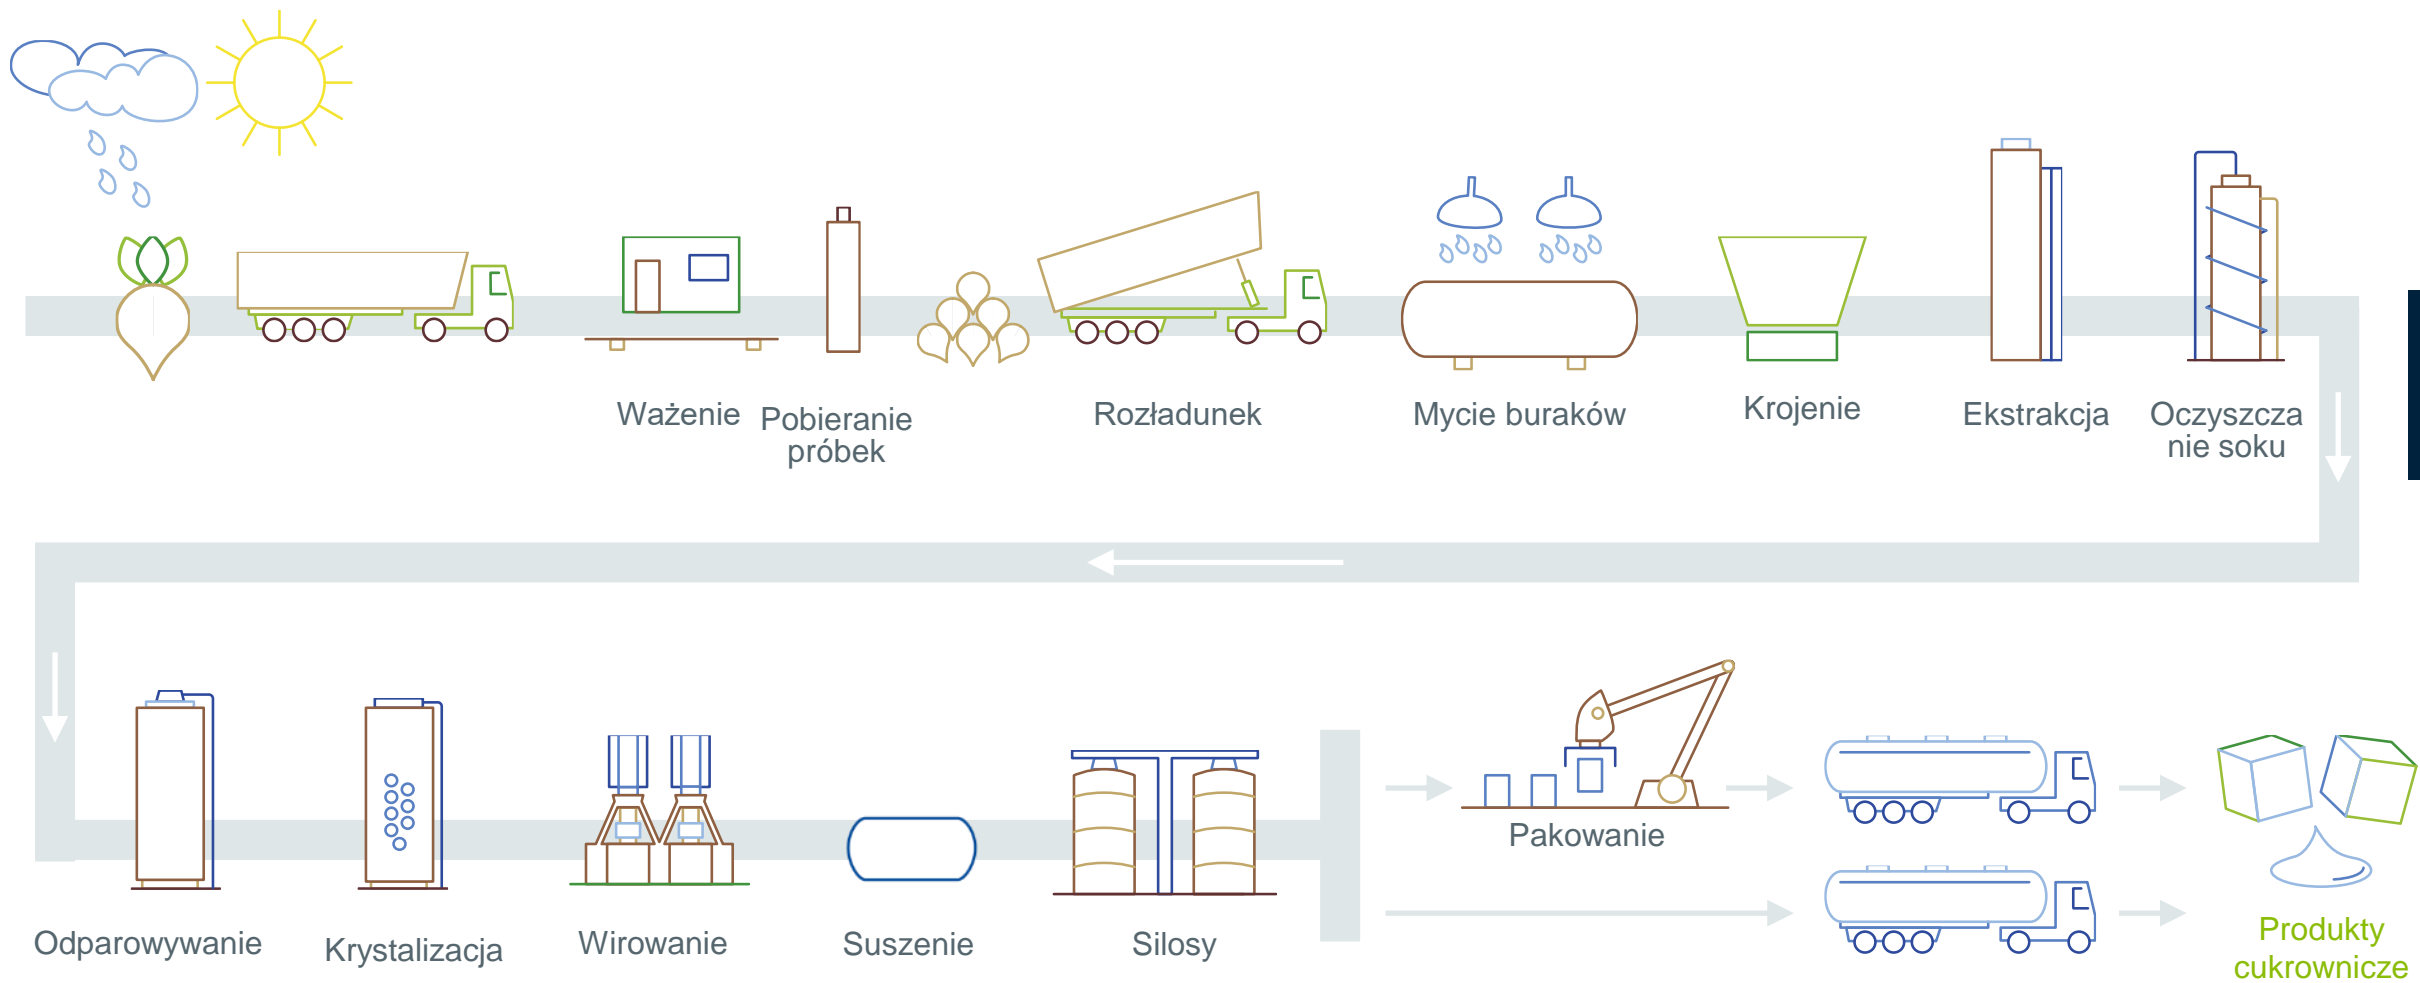 Ważenie
Pobieranie
próbek
Rozładunek
Mycie buraków
Krojenie
Ekstrakcja
Oczyszcza
nie soku
Odparowywanie
Krystalizacja
Wirowanie
Suszenie
Silosy
Pakowanie
Produkty
cukrownicze